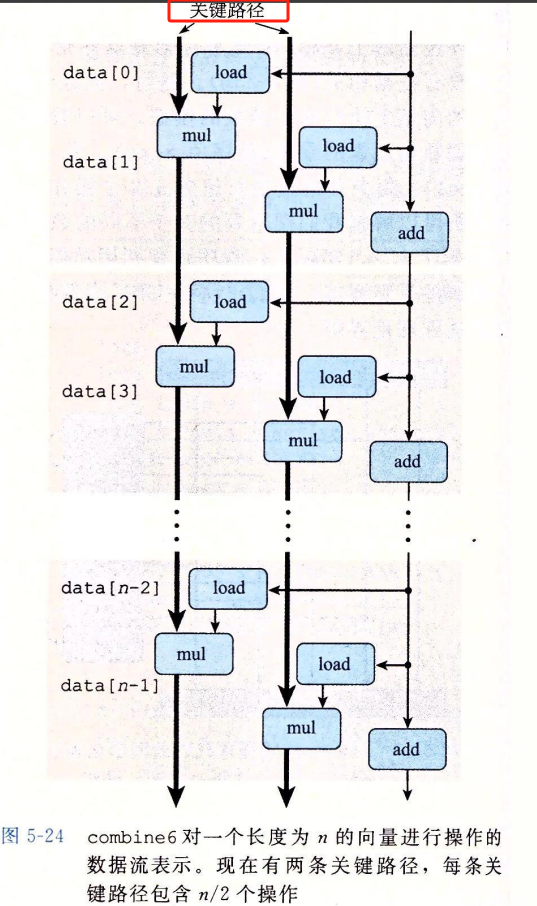 关键路径
data[0]
load
mul
data[1]
load
mul
add
data[2]
load
mul
data[3]
load
mul
add
data[n-2]
load
mul
data[n-1]
load
mul
add
图 5-24 combine6 对一个长度为 n 的向量进行操作的
数据流表示。现在有两条关键路径，每条关
键路径包含 n/2 个操作